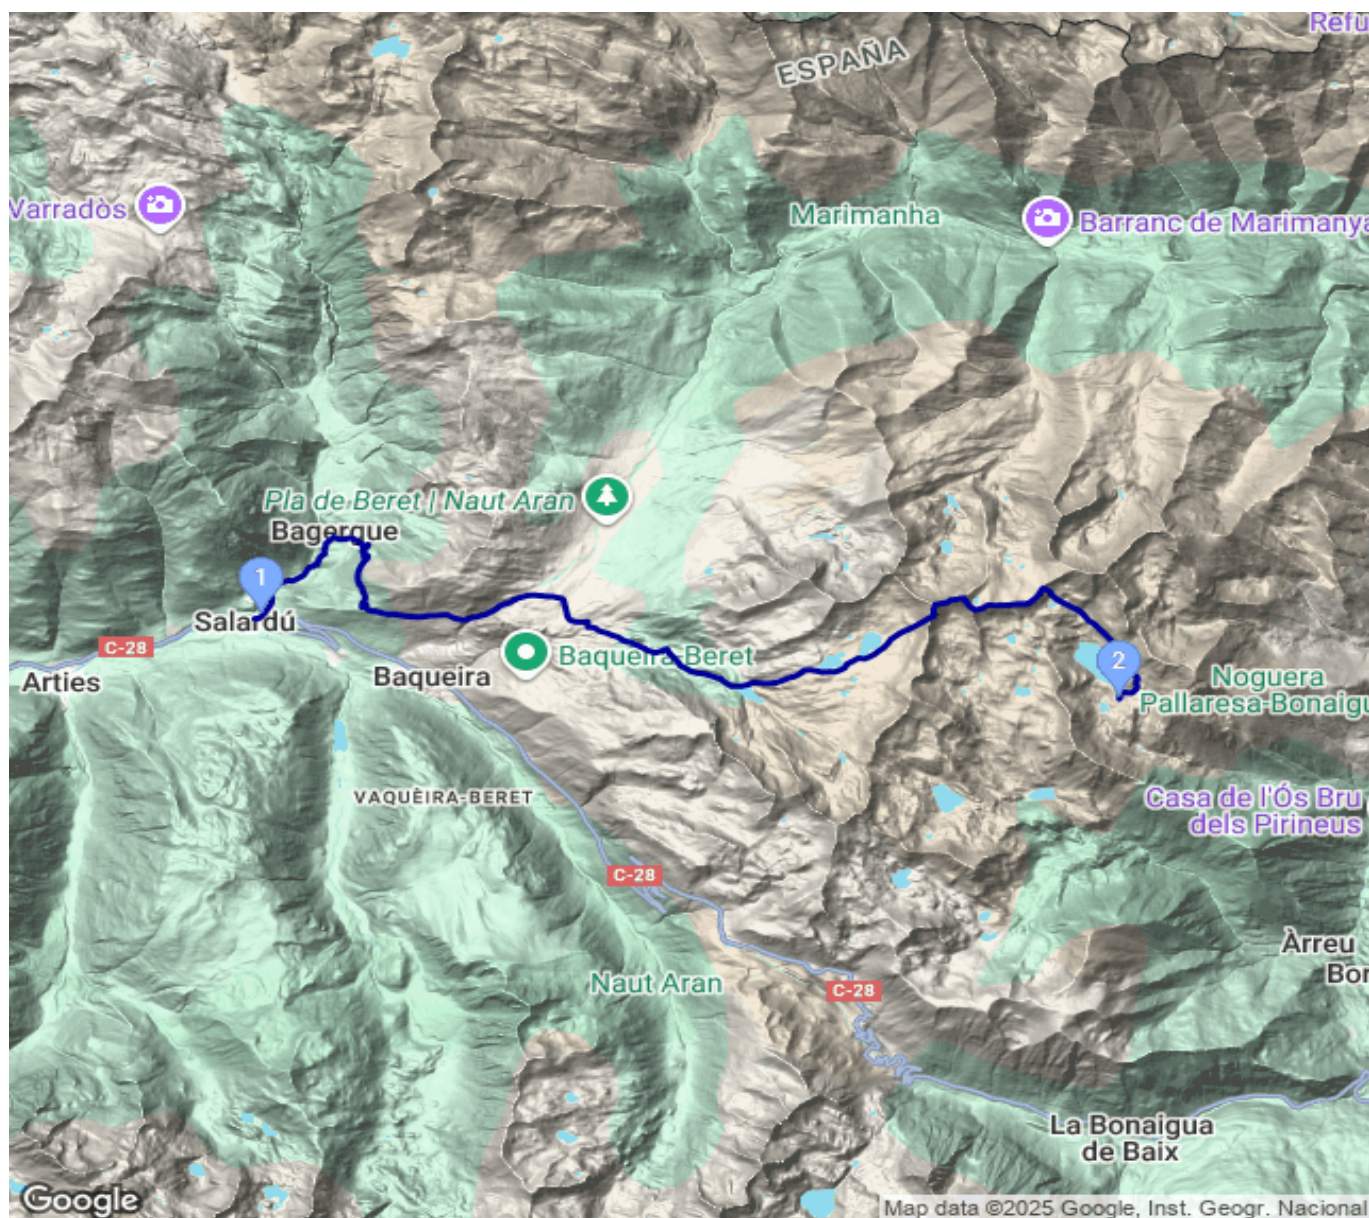 Refu
ESPAÑA
Varradòs
Marimanha
Barranc de Marimanya
Pla de Beret | Naut Aran
Bagergue
1
Salardú
C-28
Arties
Baqueira-Beret
Baqueira
2
Noguera
Pallaresa-Bonaigu
VAQUÈIRA-BERET
Casa de l'Ós Bru
dels Pirineus
C-28
Àrreu
Bor
Naut Aran
C-28
La Bonaigua
de Baix
Google
Map data ©2025 Google, Inst. Geogr. Nacional